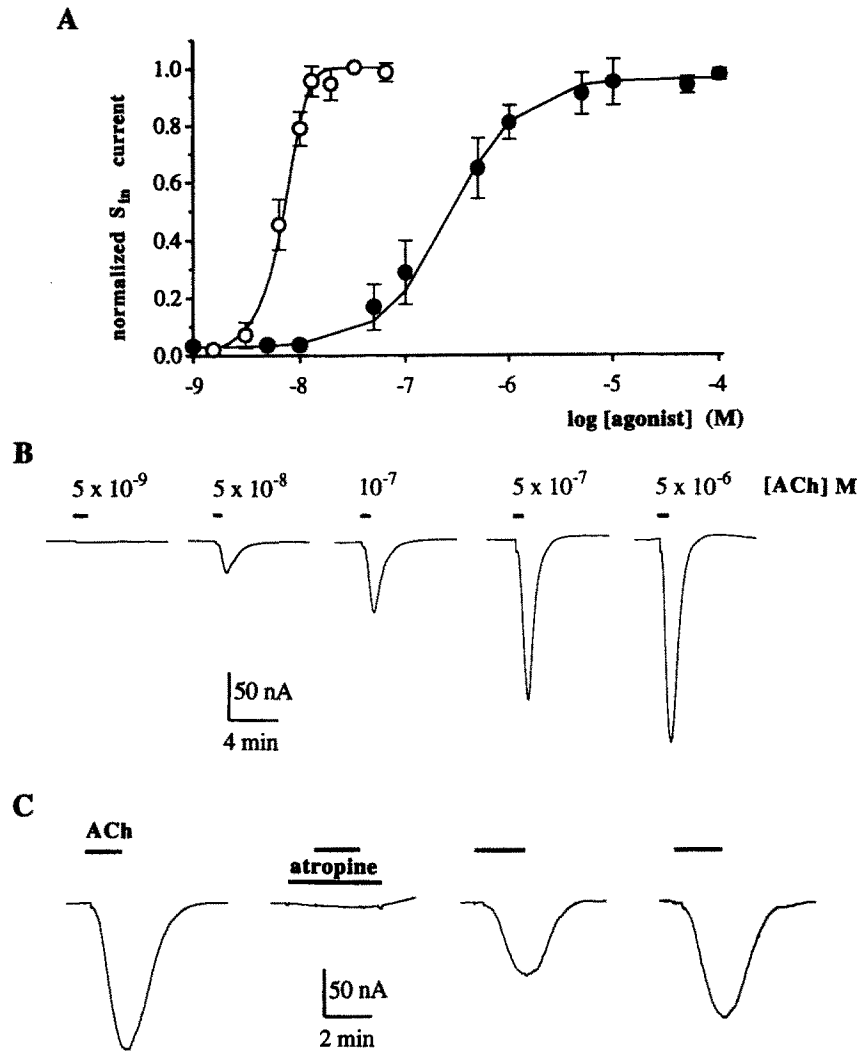 A
normalized S_in current
1.0
0.8
0.6
0.4
0.2
0.0
-9 -8 -7 -6 -5 -4
log [agonist] (M)
B
5 x 10⁻⁹ 5 x 10⁻⁸ 10⁻⁷ 5 x 10⁻⁷ 5 x 10⁻⁶ [ACh] M
50 nA
4 min
C
ACh
atropine
50 nA
2 min